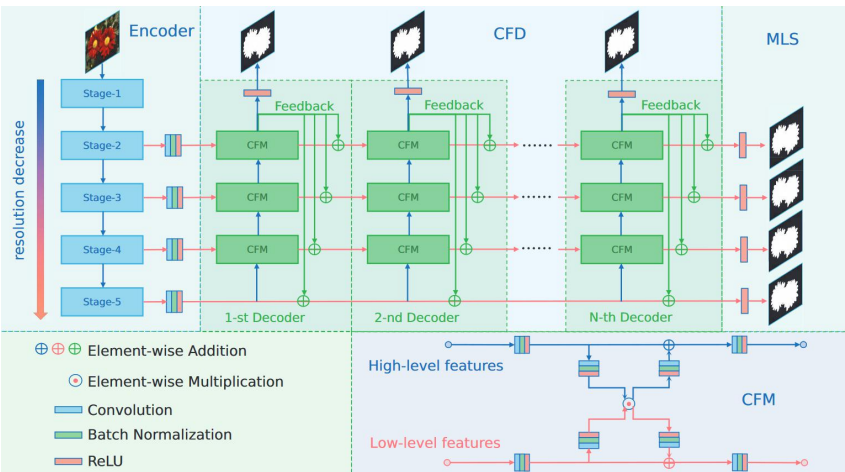 Encoder
CFD
MLS
Stage-1
Feedback
Feedback
Feedback
resolution decrease
Stage-2
CFM
CFM
......
CFM
Stage-3
CFM
CFM
......
CFM
Stage-4
CFM
CFM
......
CFM
Stage-5
1-st Decoder
2-nd Decoder
N-th Decoder
Element-wise Addition
Element-wise Multiplication
Convolution
Batch Normalization
ReLU
High-level features
CFM
Low-level features